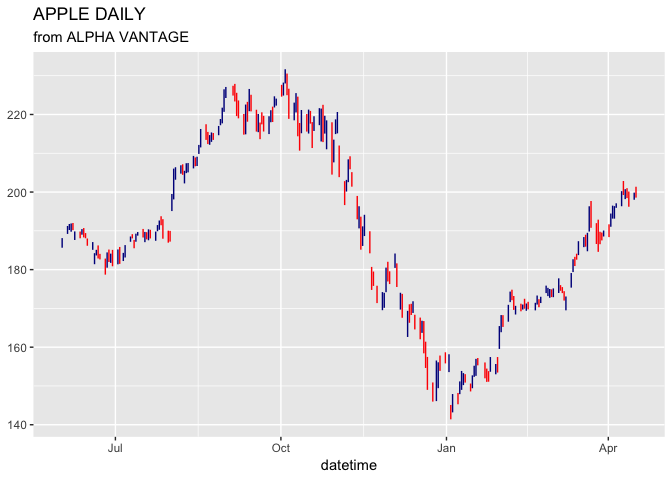 APPLE DAILY
from ALPHA VANTAGE
220
200
180
160
140
Jul
Oct
Jan
Apr
datetime